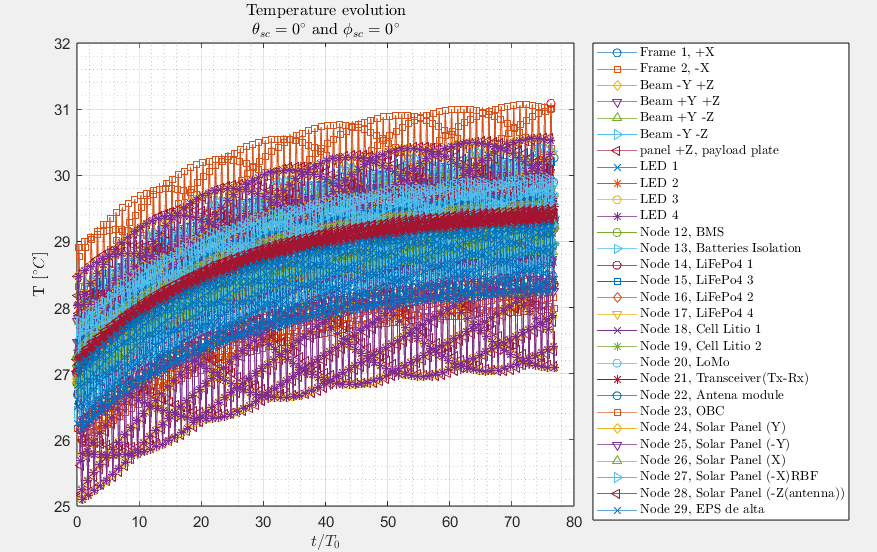 Temperature evolution
θsc = 0° and ϕsc = 0°
32
31
30
29
28
27
26
25
T [°C]
0 10 20 30 40 50 60 70 80
t/T0
Frame 1, +X
Frame 2, -X
Beam -Y +Z
Beam +Y +Z
Beam +Y -Z
Beam -Y -Z
panel +Z, payload plate
LED 1
LED 2
LED 3
LED 4
Node 12, BMS
Node 13, Batteries Isolation
Node 14, LiFePo4 1
Node 15, LiFePo4 3
Node 16, LiFePo4 2
Node 17, LiFePo4 4
Node 18, Cell Litio 1
Node 19, Cell Litio 2
Node 20, LoMo
Node 21, Transceiver(Tx-Rx)
Node 22, Antena module
Node 23, OBC
Node 24, Solar Panel (Y)
Node 25, Solar Panel (-Y)
Node 26, Solar Panel (X)
Node 27, Solar Panel (-X)RBF
Node 28, Solar Panel (-Z(antenna))
Node 29, EPS de alta